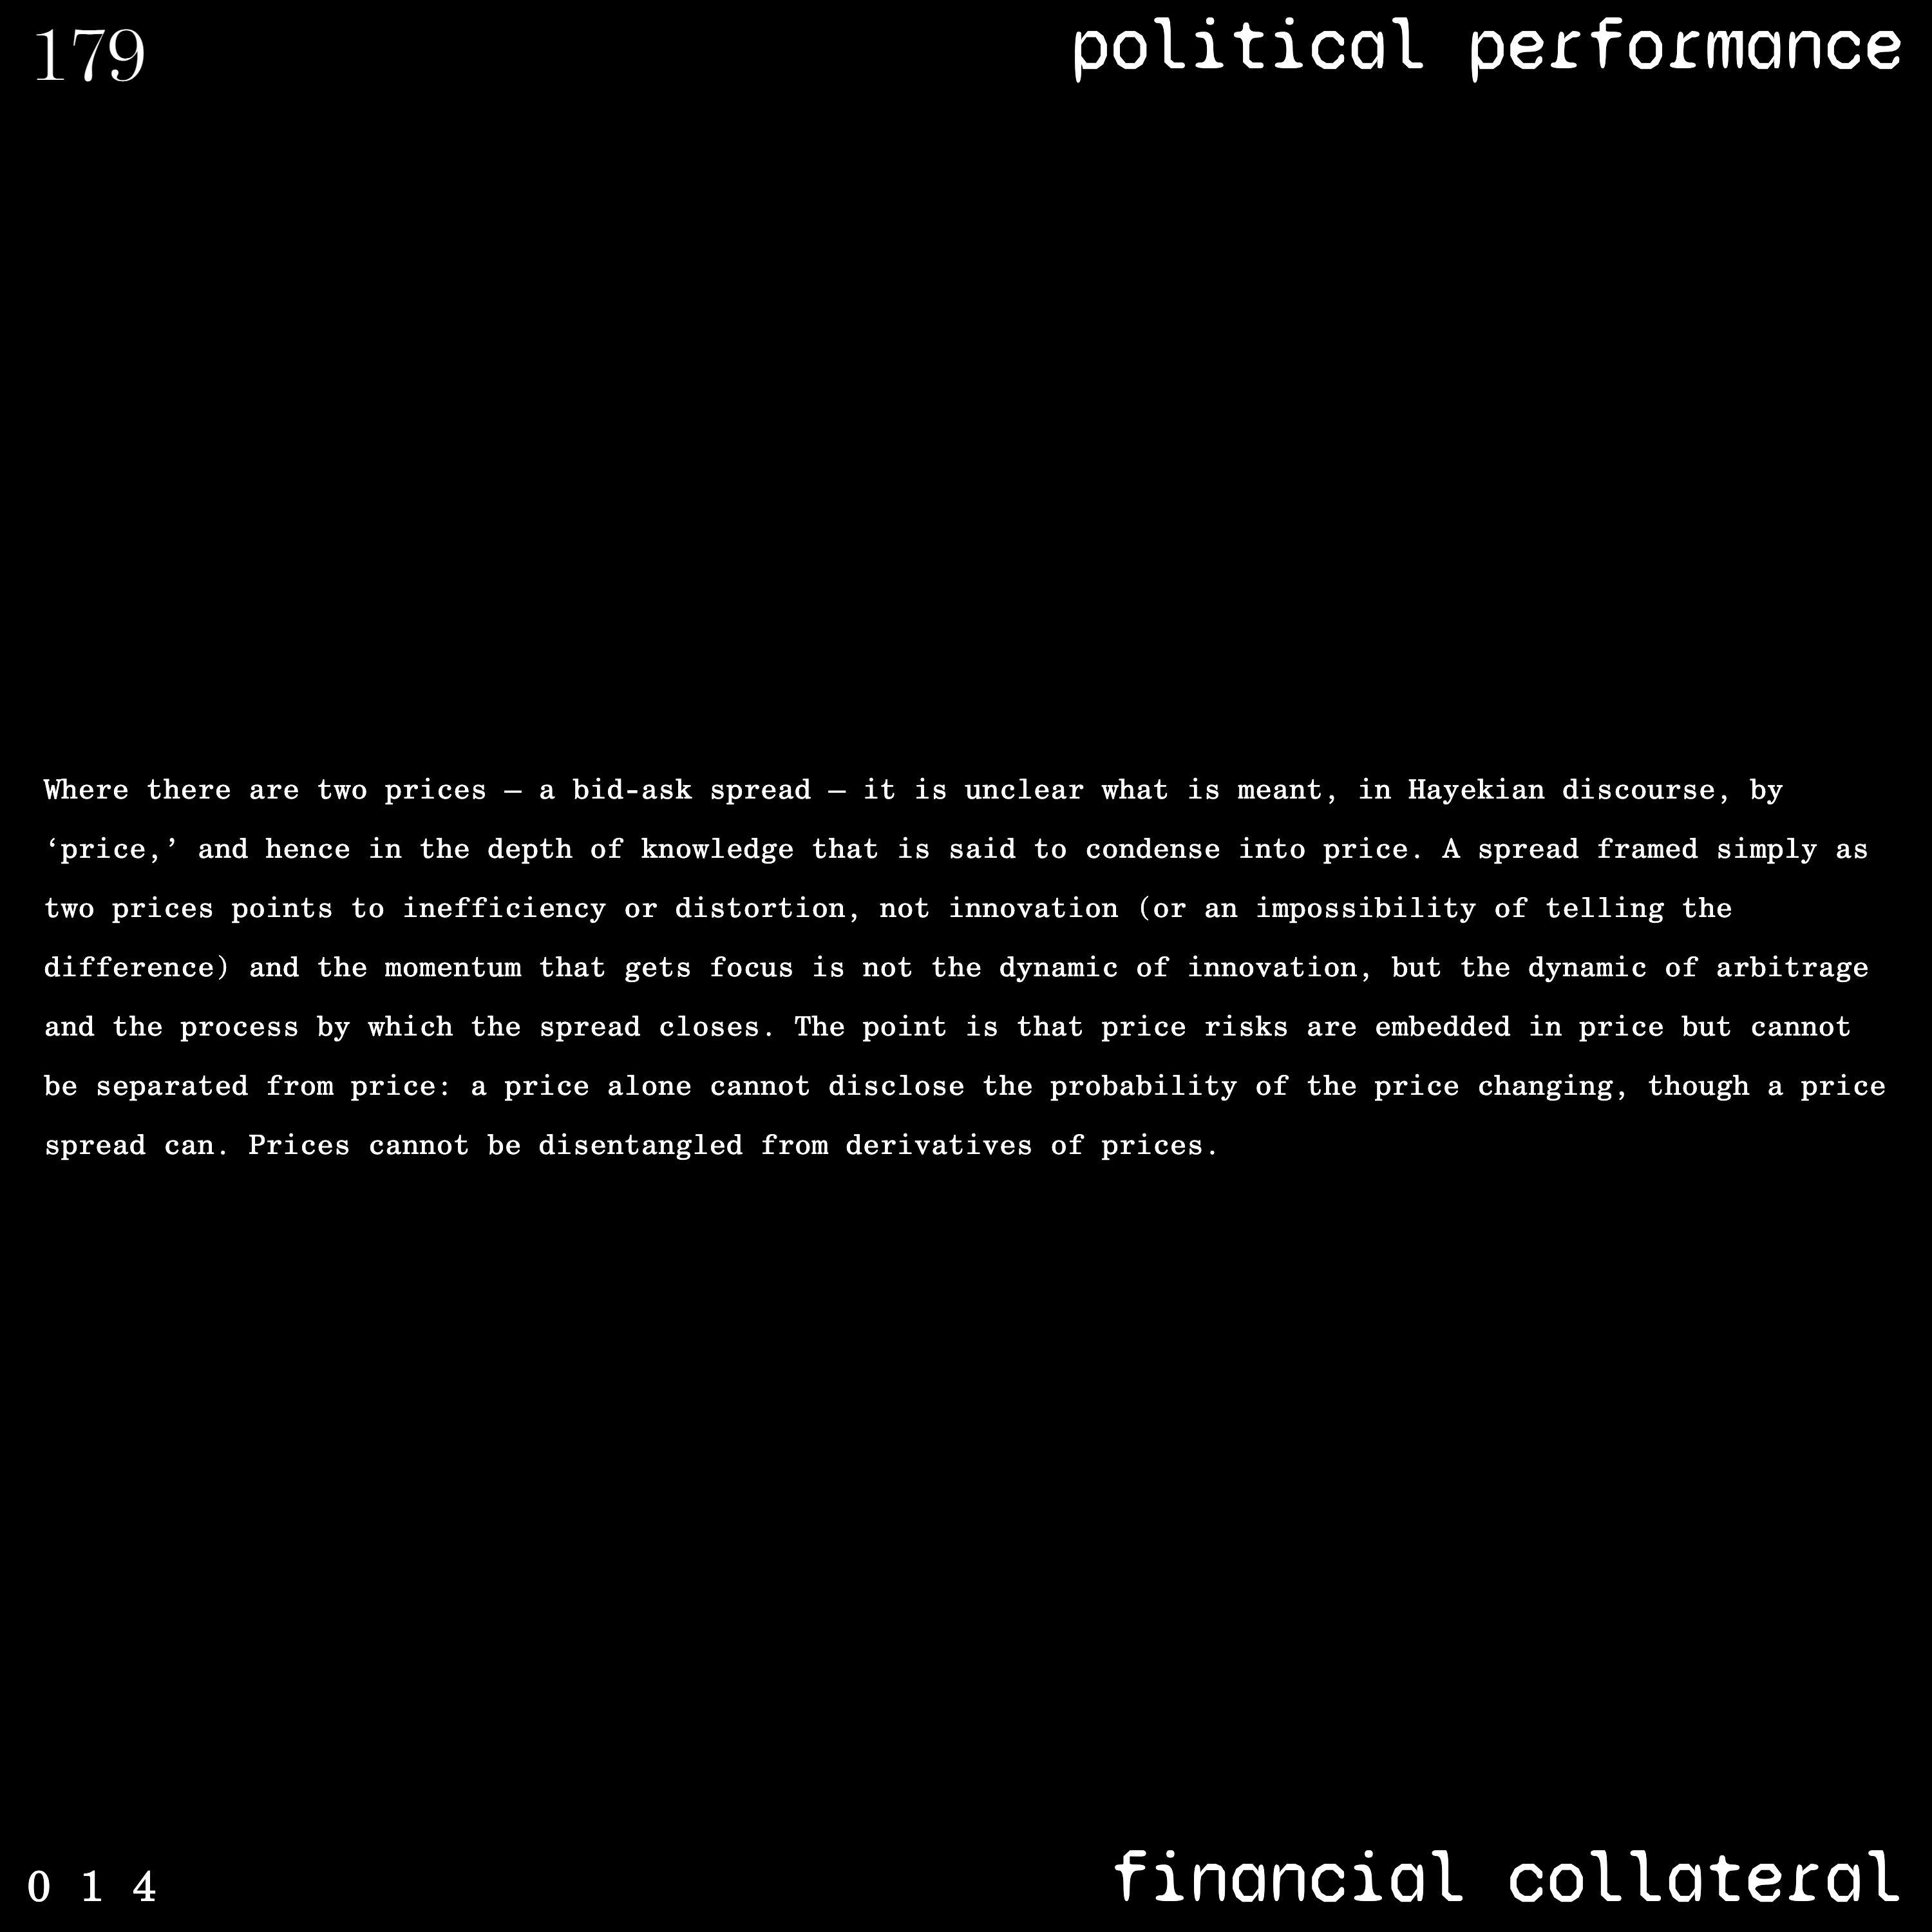 179
political performance
Where there are two prices — a bid-ask spread — it is unclear what is meant, in Hayekian discourse, by
‘price,’ and hence in the depth of knowledge that is said to condense into price. A spread framed simply as
two prices points to inefficiency or distortion, not innovation (or an impossibility of telling the
difference) and the momentum that gets focus is not the dynamic of innovation, but the dynamic of arbitrage
and the process by which the spread closes. The point is that price risks are embedded in price but cannot
be separated from price: a price alone cannot disclose the probability of the price changing, though a price
spread can. Prices cannot be disentangled from derivatives of prices.
0 1 4
financial collateral